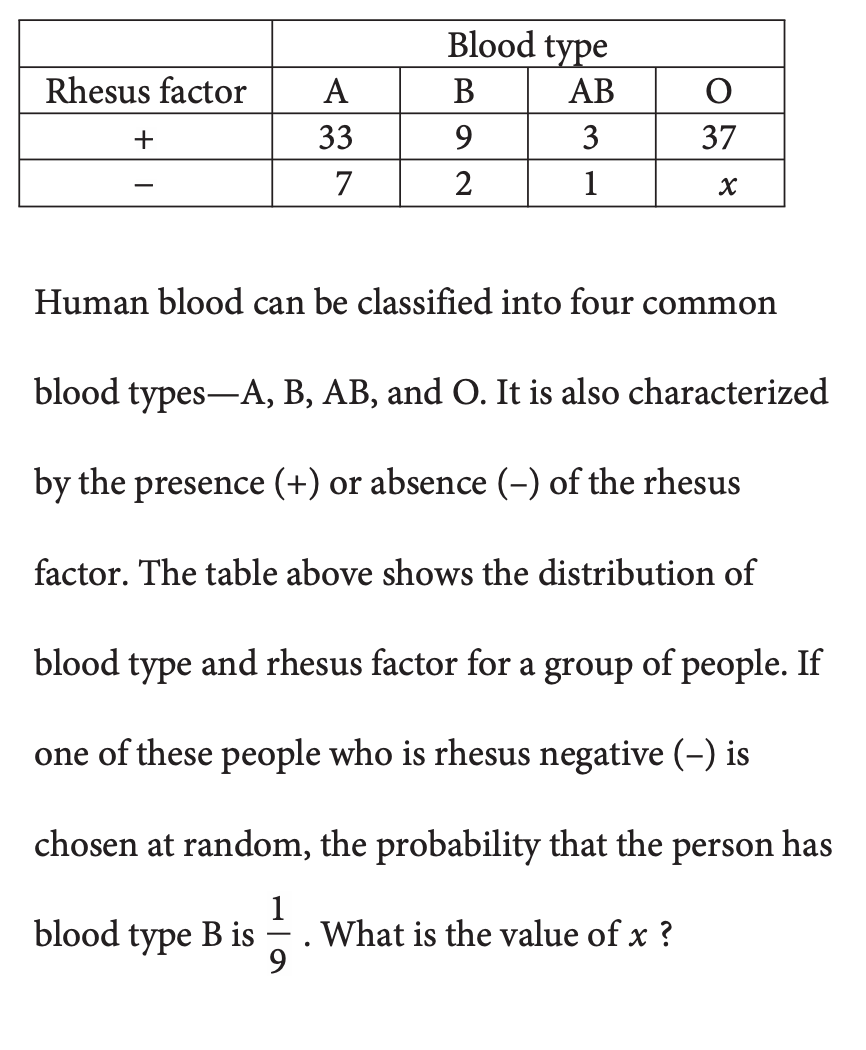 Blood type
Rhesus factor A B AB O
+ 33 9 3 37
– 7 2 1 x
Human blood can be classified into four common
blood types—A, B, AB, and O. It is also characterized
by the presence (+) or absence (–) of the rhesus
factor. The table above shows the distribution of
blood type and rhesus factor for a group of people. If
one of these people who is rhesus negative (–) is
chosen at random, the probability that the person has
blood type B is 1/9 . What is the value of x ?